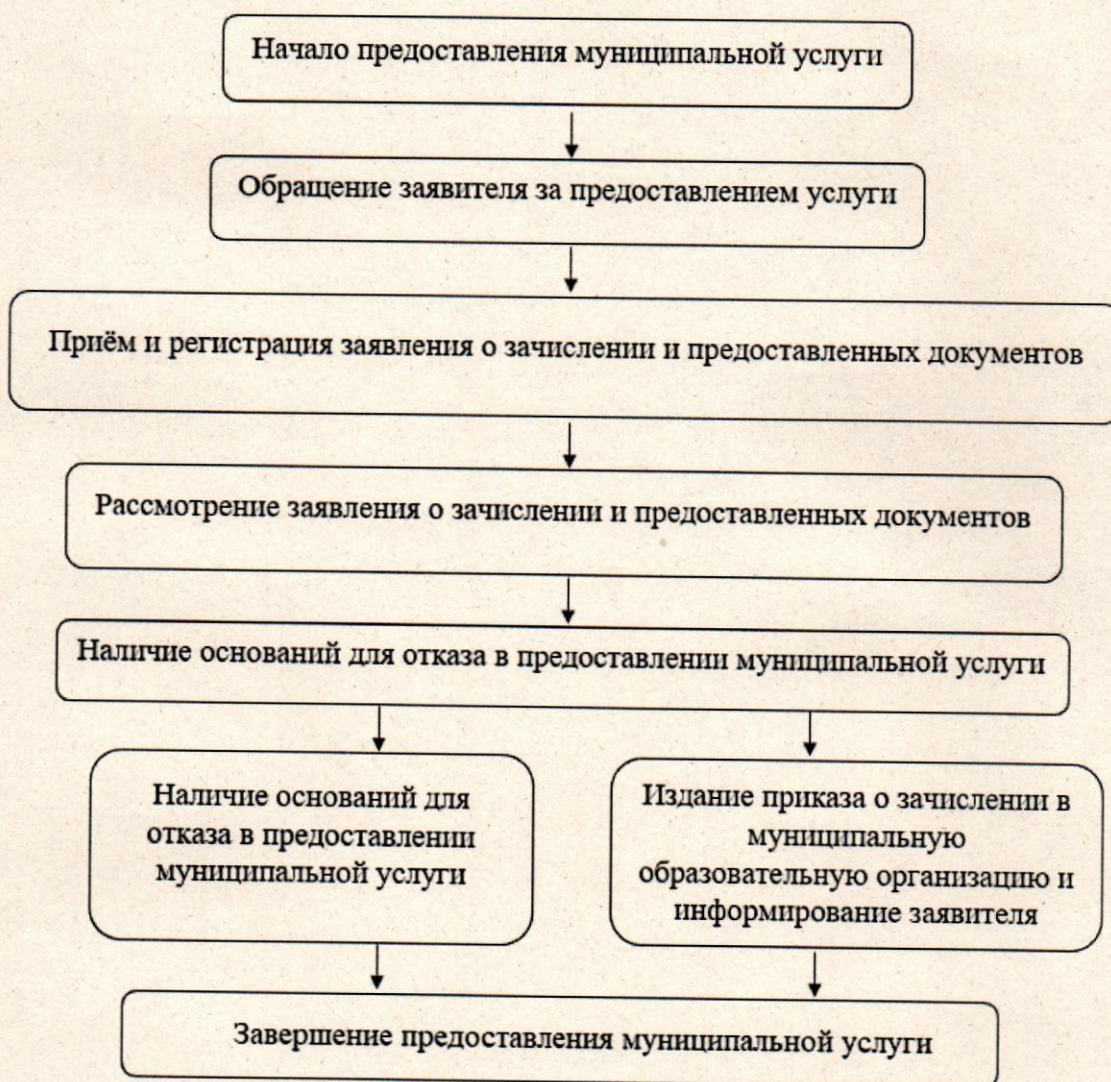 Начало предоставления муниципальной услуги
Обращение заявителя за предоставлением услуги
Приём и регистрация заявления о зачислении и предоставленных документов
Рассмотрение заявления о зачислении и предоставленных документов
Наличие оснований для отказа в предоставлении муниципальной услуги
Наличие оснований для
отказа в предоставлении
муниципальной услуги
Издание приказа о зачислении в
муниципальную
образовательную организацию и
информирование заявителя
Завершение предоставления муниципальной услуги